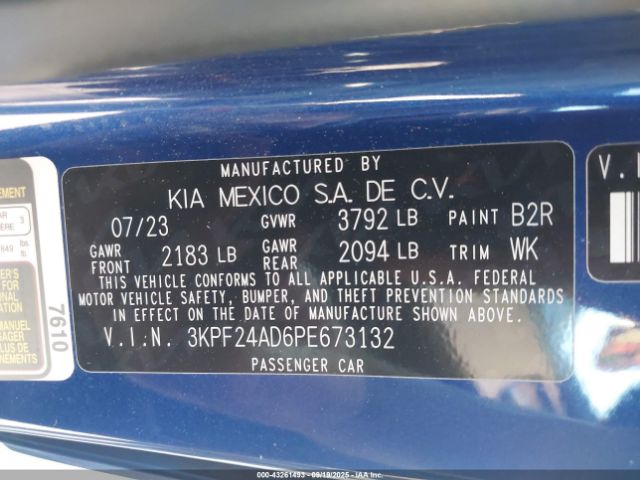 MANUFACTURED BY
KIA MEXICO S.A. DE C.V.
07/23 GVWR 3792 LB PAINT B2R
GAWR FRONT 2183 LB GAWR REAR 2094 LB TRIM WK
THIS VEHICLE CONFORMS TO ALL APPLICABLE U.S.A. FEDERAL
MOTOR VEHICLE SAFETY, BUMPER, AND THEFT PREVENTION STANDARDS
IN EFFECT ON THE DATE OF MANUFACTURE SHOWN ABOVE.
V.I.N. 3KPF24AD6PE673132
PASSENGER CAR
7610
3
lbs.
MANUEL
000-43261493 - 09/19/2025 - IAA Inc.